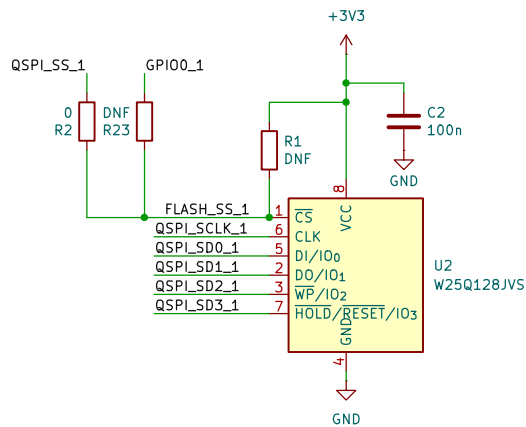 +3V3
QSPI_SS_1
GPIO0_1
0
R2
DNF
R23
R1
DNF
C2
100n
GND
8
VCC
FLASH_SS_1
1
CS
QSPI_SCLK_1
6
CLK
QSPI_SD0_1
5
DI/IO0
QSPI_SD1_1
2
DO/IO1
QSPI_SD2_1
3
WP/IO2
QSPI_SD3_1
7
HOLD/RESET/IO3
U2
W25Q128JVS
GND
4
GND